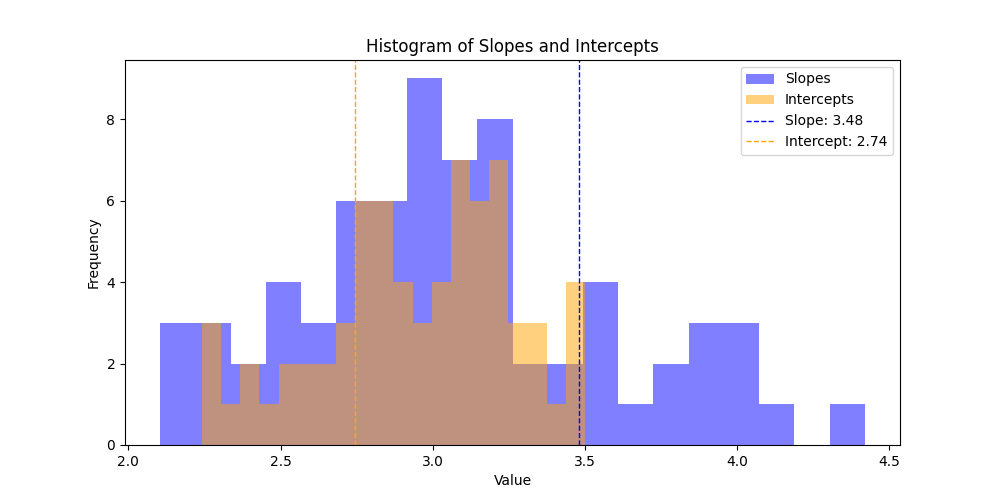 Histogram of Slopes and Intercepts
Slopes
Intercepts
Slope: 3.48
Intercept: 2.74
Frequency
8
6
4
2
0
2.0 2.5 3.0 3.5 4.0 4.5
Value